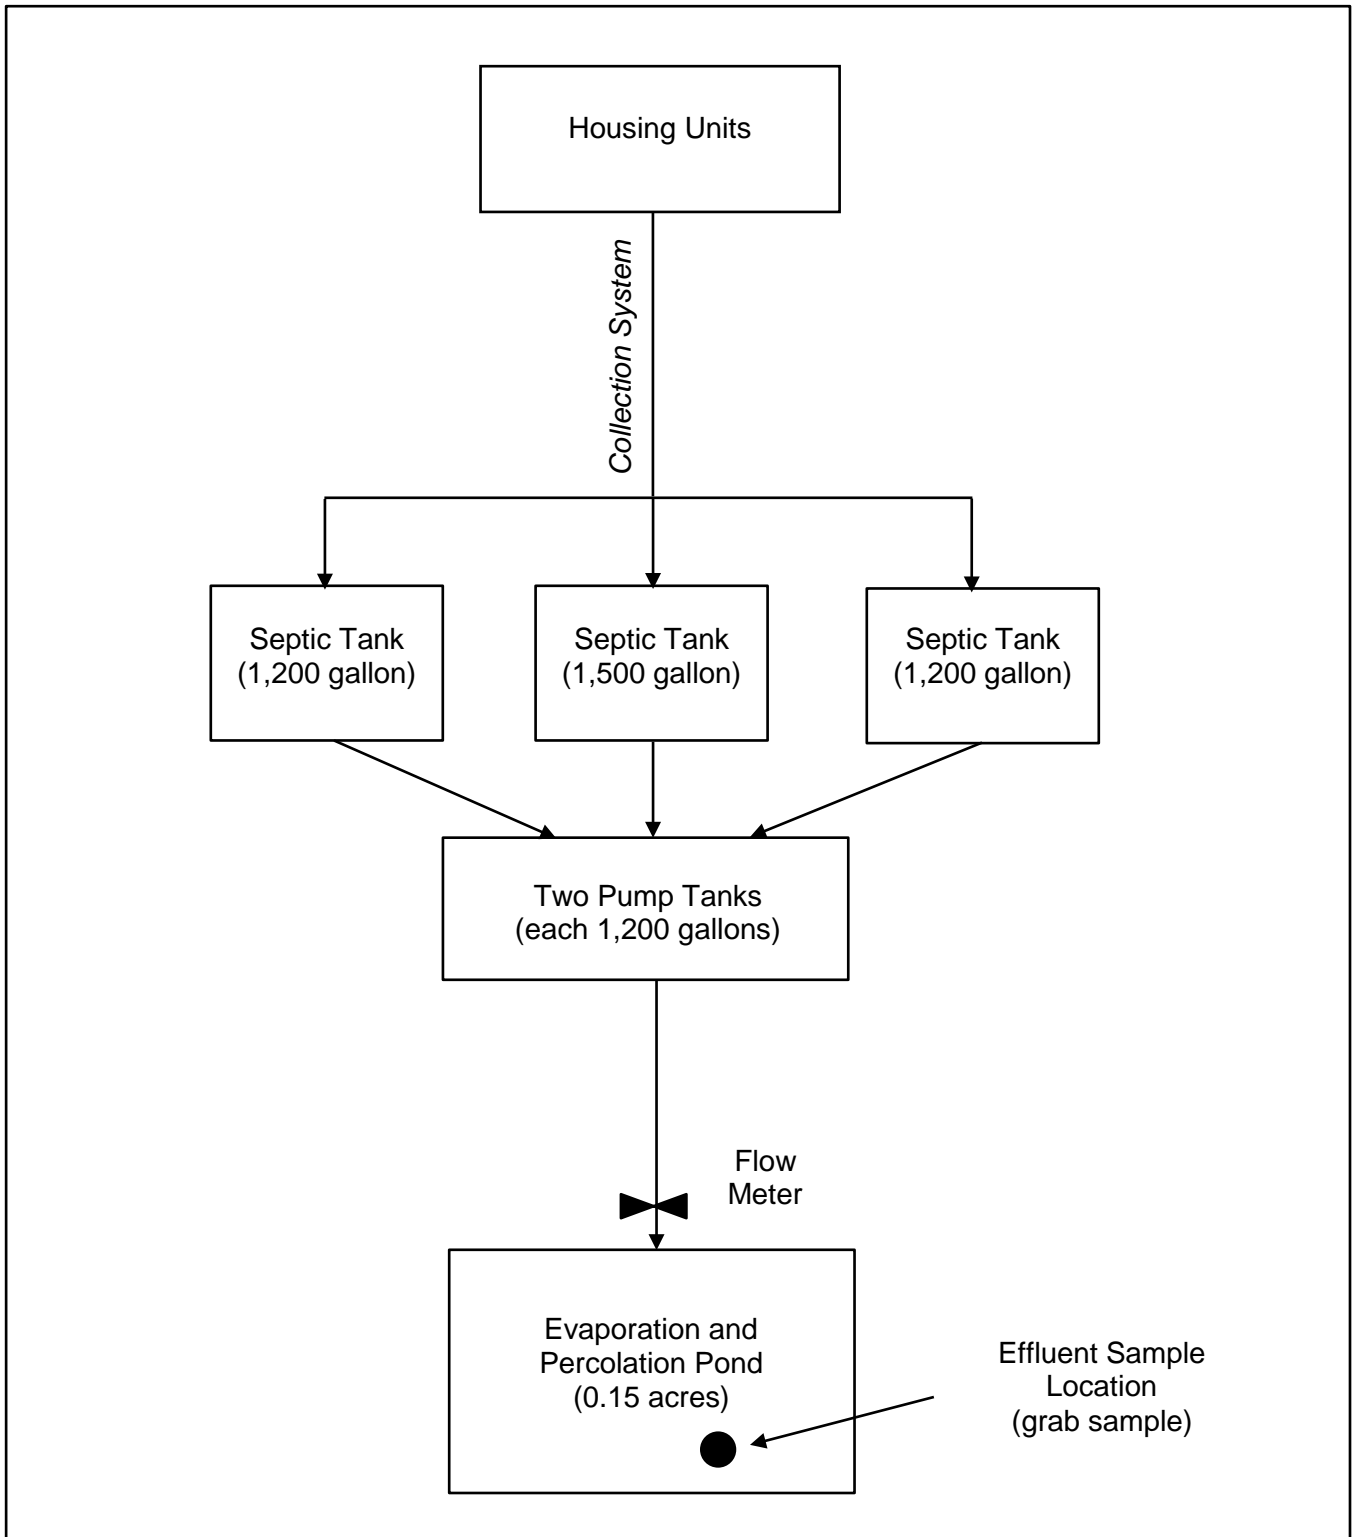 Housing Units
Collection System
Septic Tank
(1,200 gallon)
Septic Tank
(1,500 gallon)
Septic Tank
(1,200 gallon)
Two Pump Tanks
(each 1,200 gallons)
Flow
Meter
Evaporation and
Percolation Pond
(0.15 acres)
Effluent Sample
Location
(grab sample)